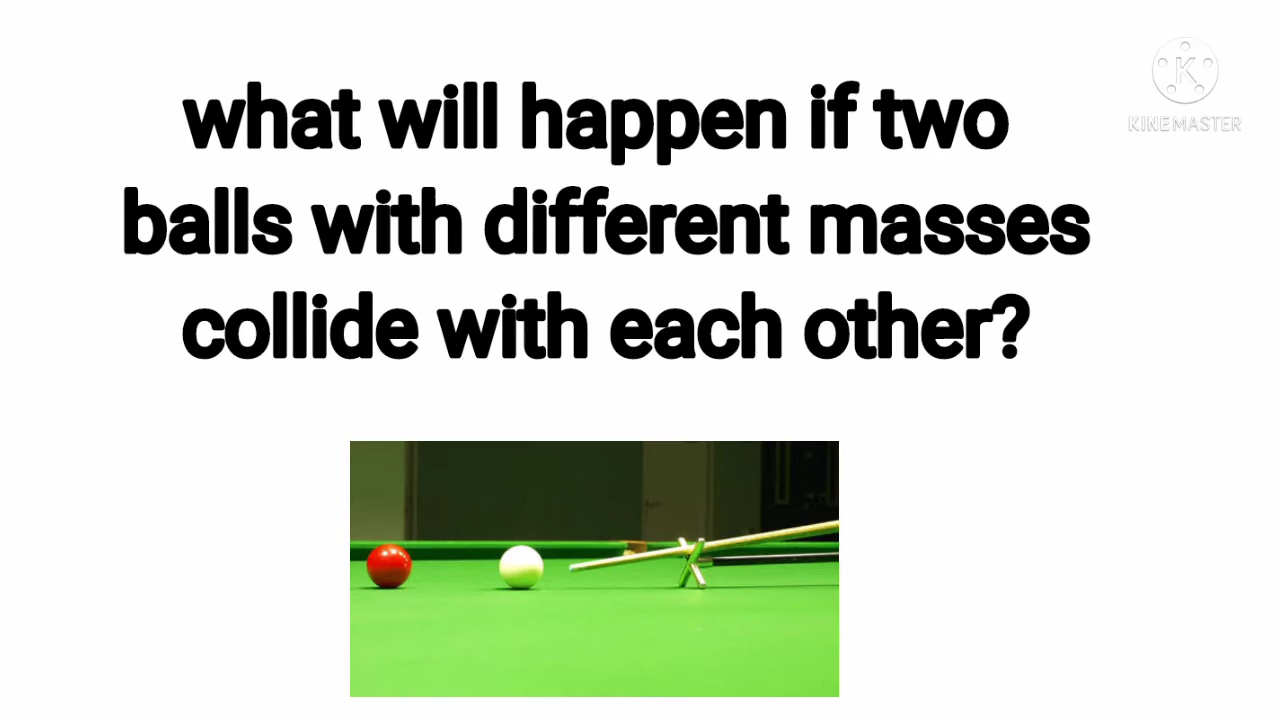 what will happen if two
balls with different masses
collide with each other?
K
KINEMASTER